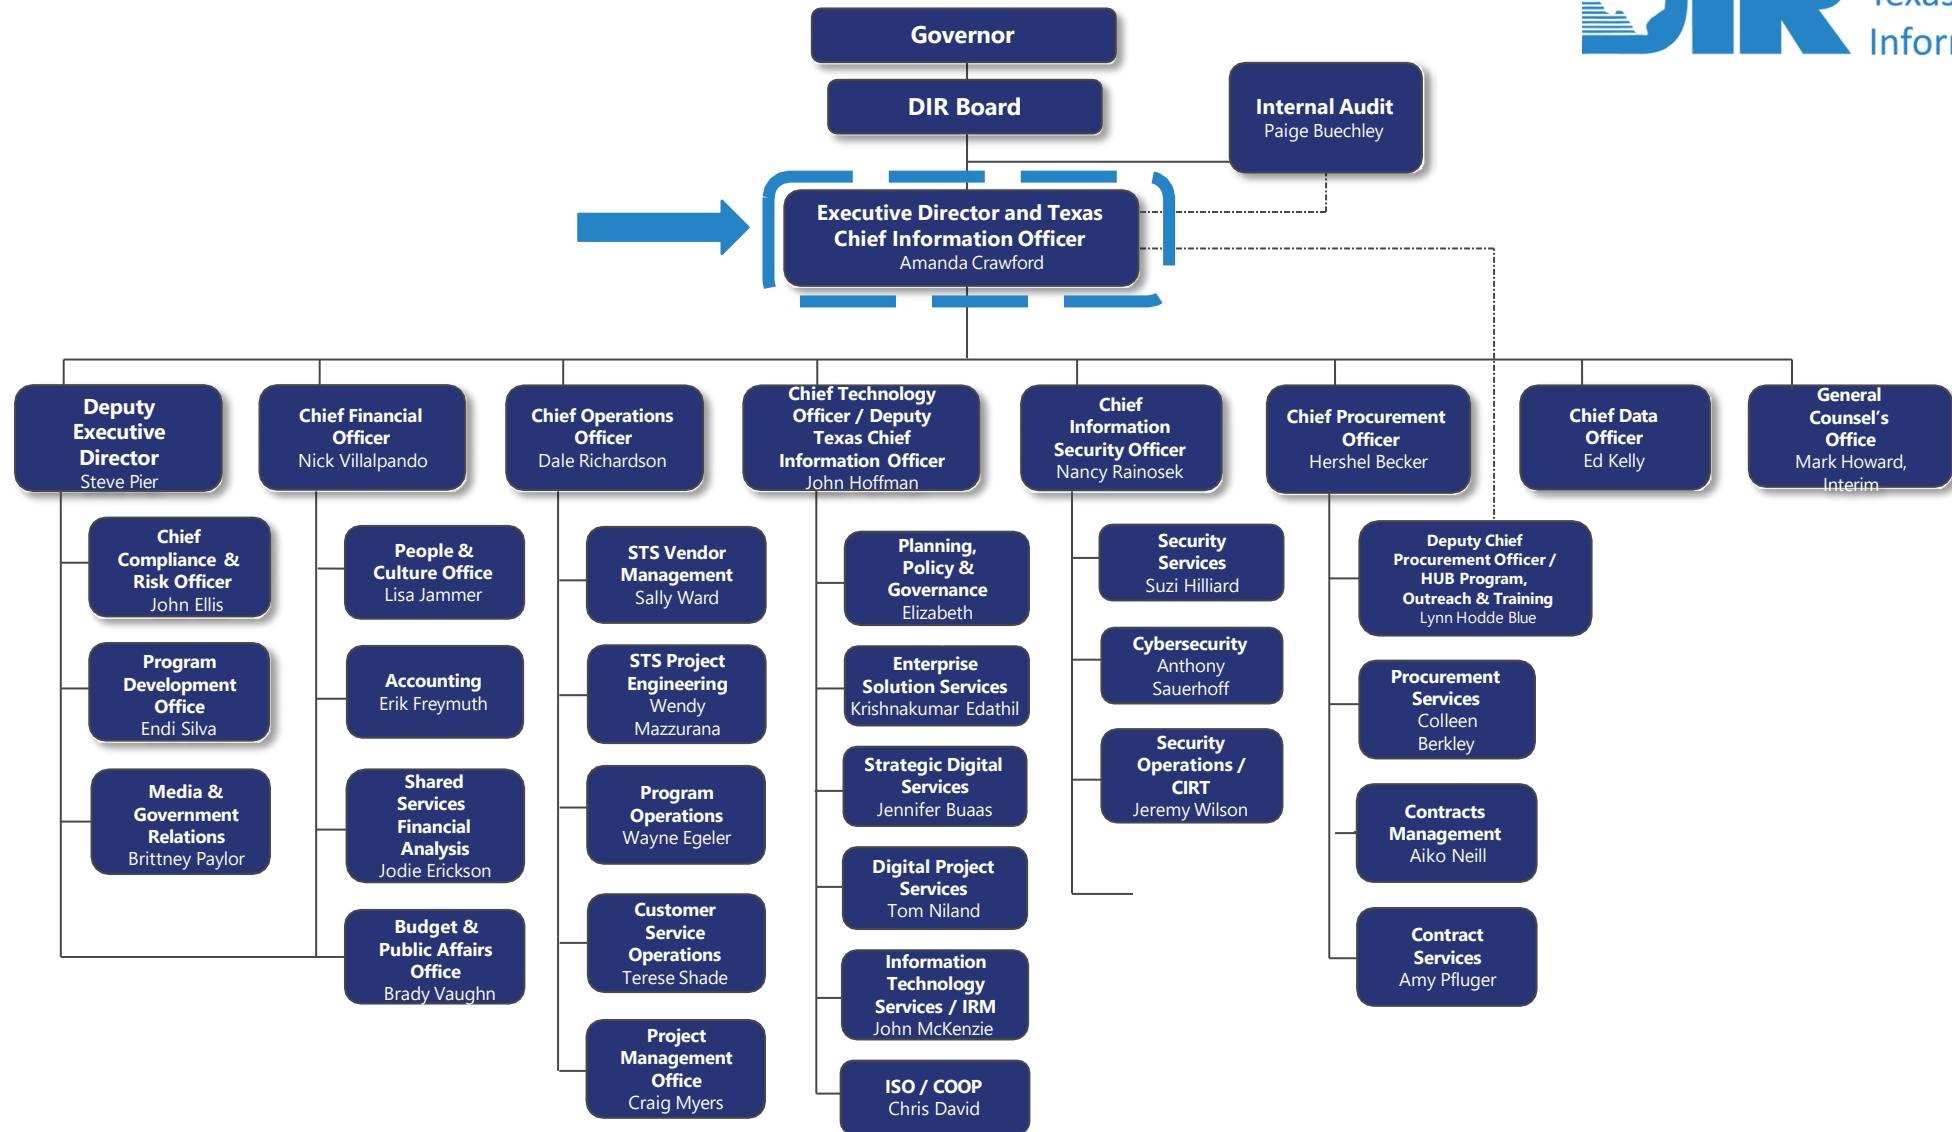 Texas
Inform
Governor
DIR Board
Internal Audit
Paige Buechley
Executive Director and Texas
Chief Information Officer
Amanda Crawford
Deputy
Executive
Director
Steve Pier
Chief Financial
Officer
Nick Villalpando
Chief Operations
Officer
Dale Richardson
Chief Technology
Officer / Deputy
Texas Chief
Information Officer
John Hoffman
Chief
Information
Security Officer
Nancy Rainosek
Chief Procurement
Officer
Hershel Becker
Chief Data
Officer
Ed Kelly
General
Counsel's
Office
Mark Howard,
Interim
Chief
Compliance &
Risk Officer
John Ellis
Program
Development
Office
Endi Silva
Media &
Government
Relations
Brittney Paylor
People &
Culture Office
Lisa Jammer
Accounting
Erik Freymuth
Shared
Services
Financial
Analysis
Jodie Erickson
Budget &
Public Affairs
Office
Brady Vaughn
STS Vendor
Management
Sally Ward
STS Project
Engineering
Wendy
Mazzurana
Program
Operations
Wayne Egeler
Customer
Service
Operations
Terese Shade
Project
Management
Office
Craig Myers
Planning,
Policy &
Governance
Elizabeth
Enterprise
Solution Services
Krishnakumar Edathil
Strategic Digital
Services
Jennifer Buaas
Digital Project
Services
Tom Niland
Information
Technology
Services / IRM
John McKenzie
ISO / COOP
Chris David
Security
Services
Suzi Hilliard
Cybersecurity
Anthony
Sauerhoff
Security
Operations /
CIRT
Jeremy Wilson
Deputy Chief
Procurement Officer /
HUB Program,
Outreach & Training
Lynn Hodde Blue
Procurement
Services
Colleen
Berkley
Contracts
Management
Aiko Neill
Contract
Services
Amy Pfluger